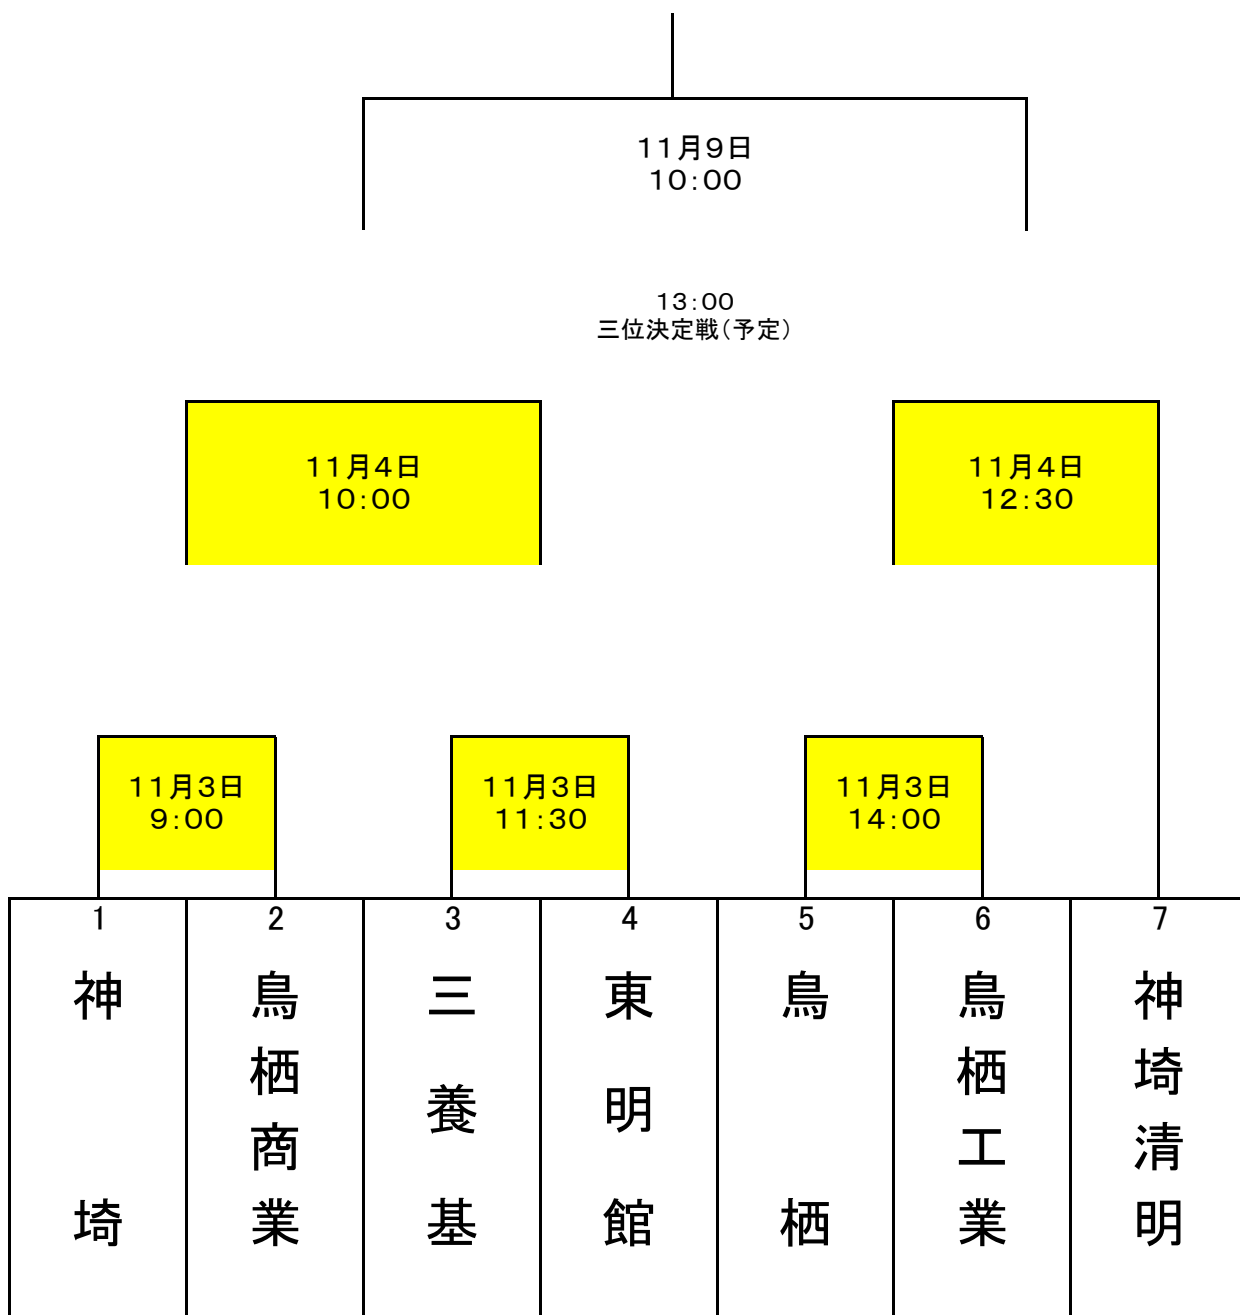 11月9日
10:00
13:00
三位決定戦(予定)
11月4日
10:00
11月4日
12:30
11月3日
9:00
11月3日
11:30
11月3日
14:00
1
2
3
4
5
6
7
神埼
鳥栖商業
三養基
東明館
鳥栖
鳥栖工業
神埼清明